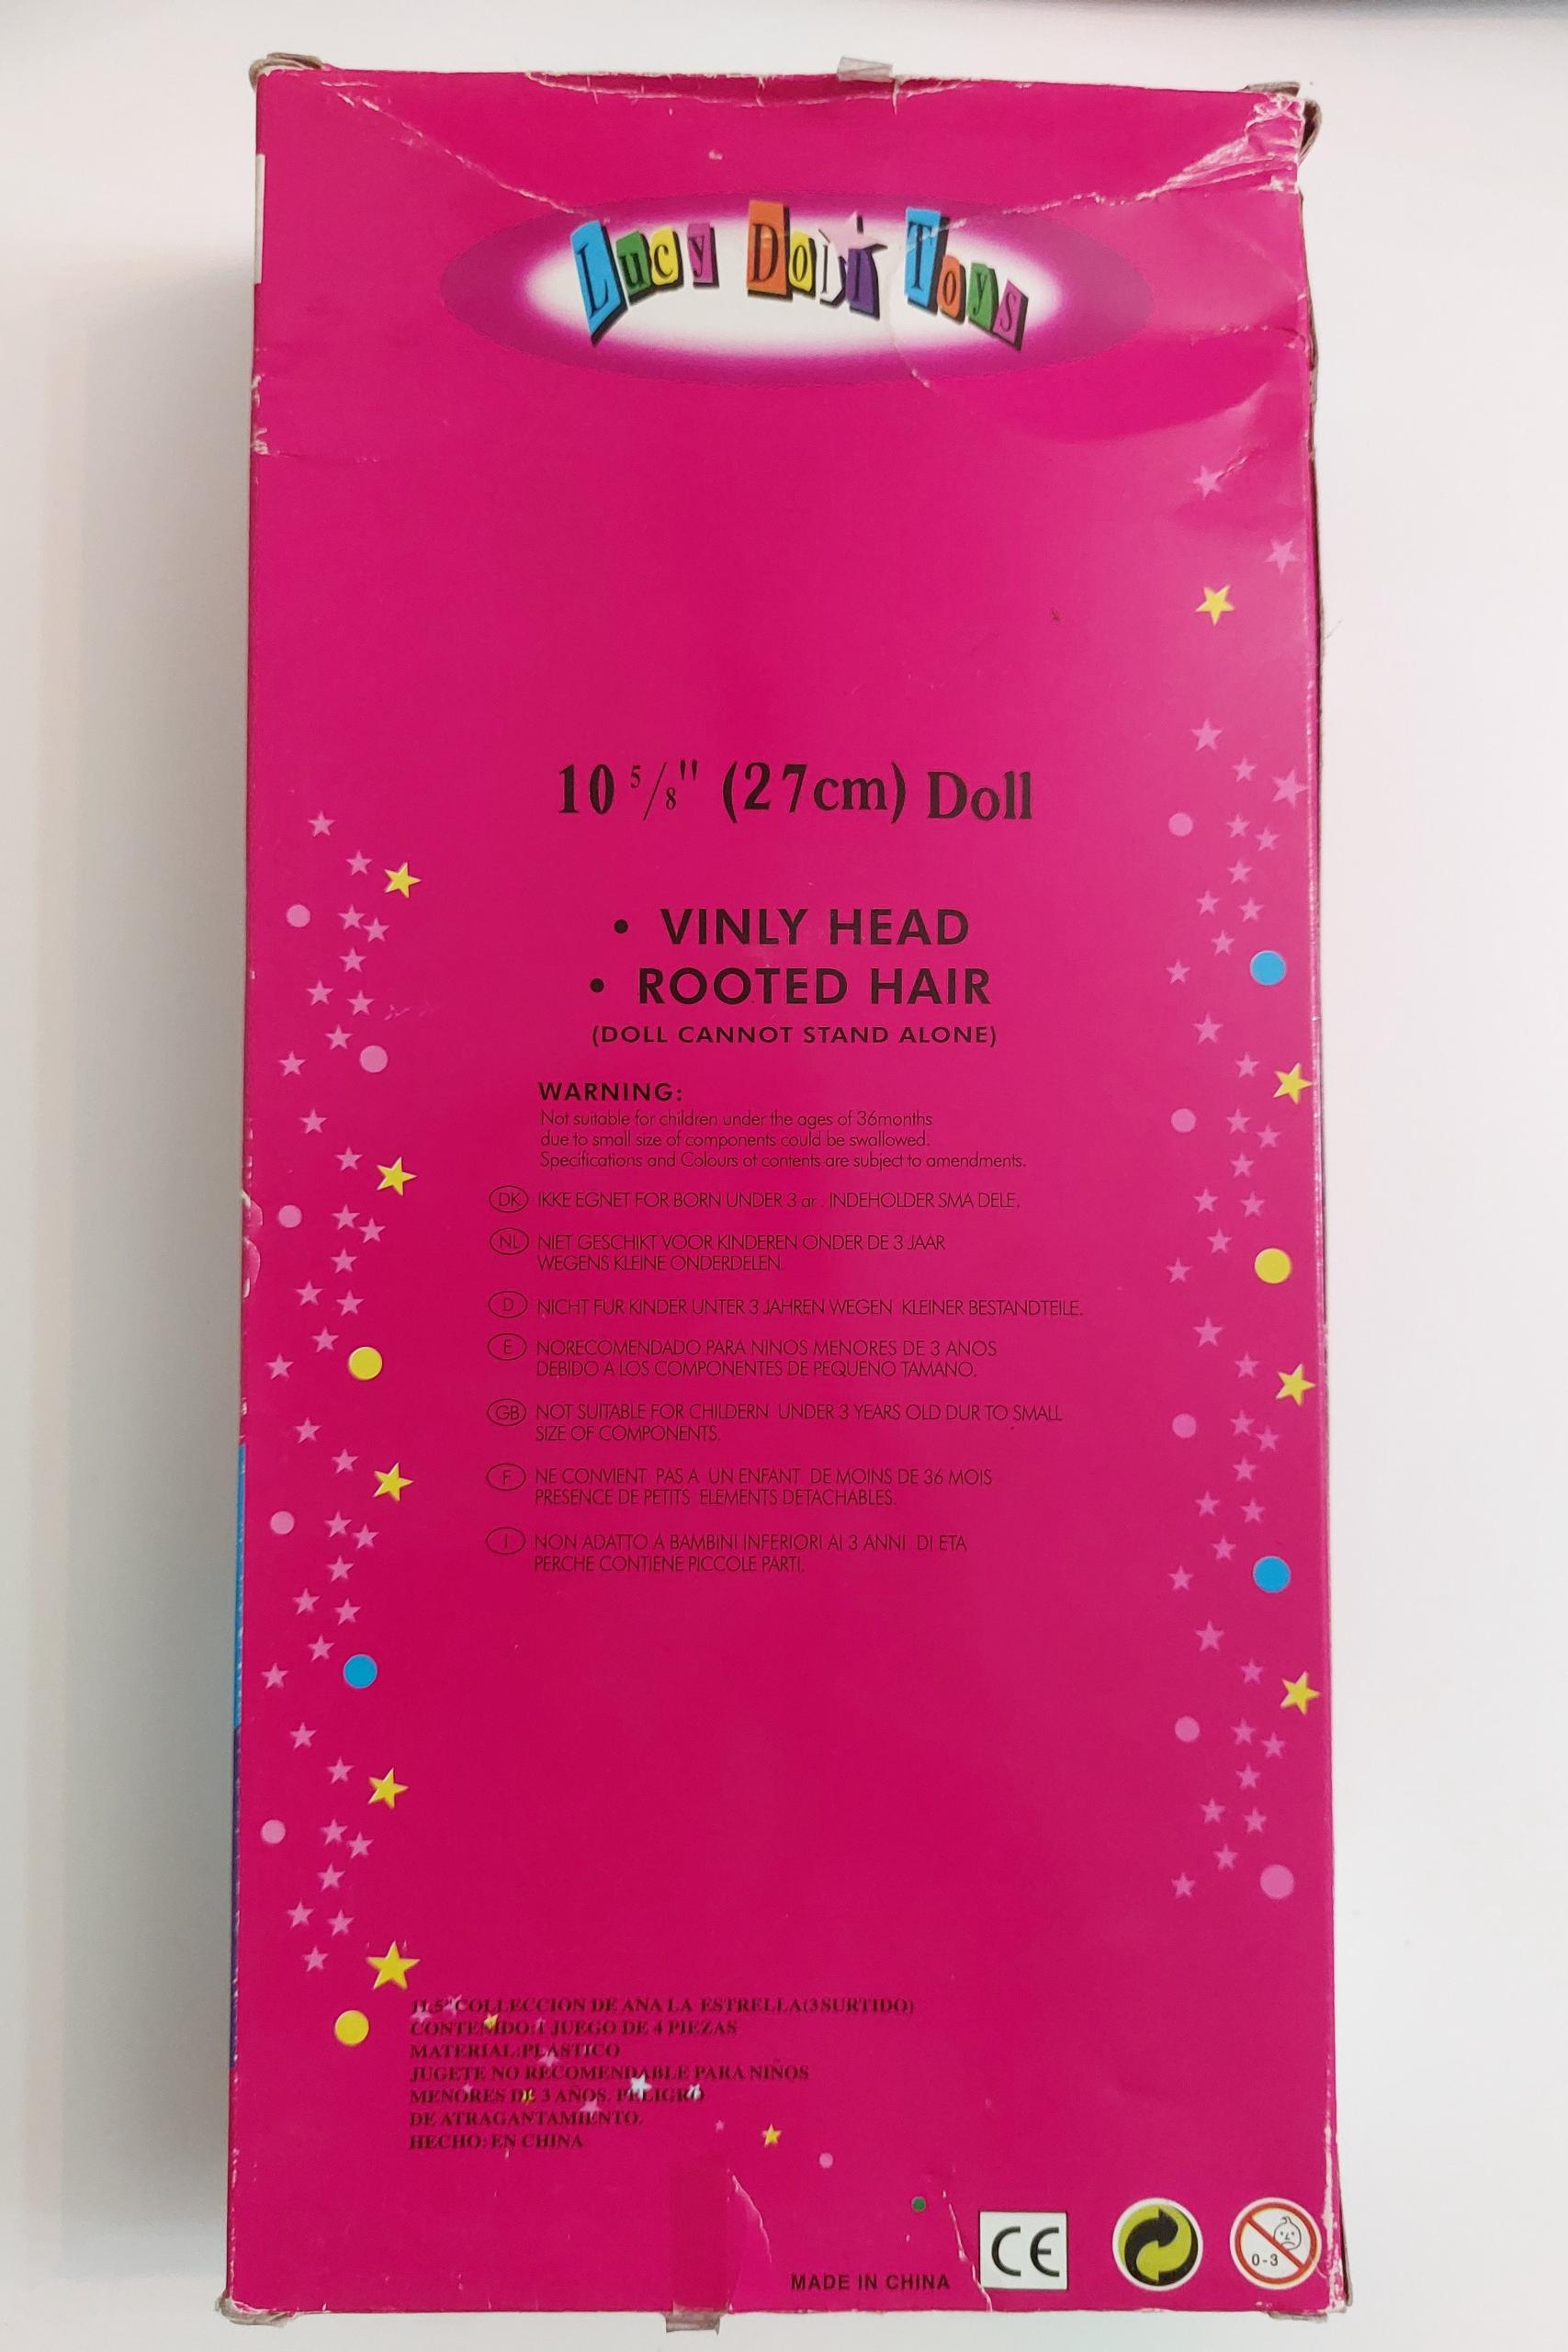 Lucy Doll Toys
10 5/8" (27cm) Doll
• VINLY HEAD
• ROOTED HAIR
(DOLL CANNOT STAND ALONE)
WARNING:
Not suitable for children under the ages of 36months
due to small size of components could be swallowed.
Specifications and Colours of contents are subject to amendments.
DK IKKE EGNET FOR BORN UNDER 3 ar . INDEHOLDER SMA DELE,
NL NIET GESCHIKT VOOR KINDEREN ONDER DE 3 JAAR
WEGENS KLEINE ONDERDELEN.
D NICHT FUR KINDER UNTER 3 JAHREN WEGEN KLEINER BESTANDTEILE.
E NORECOMENDADO PARA NINOS MENORES DE 3 ANOS
DEBIDO A LOS COMPONENTES DE PEQUENO TAMANO.
GB NOT SUITABLE FOR CHILDERN UNDER 3 YEARS OLD DUR TO SMALL
SIZE OF COMPONENTS.
F NE CONVIENT PAS A UN ENFANT DE MOINS DE 36 MOIS
PRESENCE DE PETITS ELEMENTS DETACHABLES.
I NON ADATTO A BAMBINI INFERIORI AI 3 ANNI DI ETA
PERCHE CONTIENE PICCOLE PARTI.
11.5" COLLECCION DE ANA LA ESTRELLA(3SURTIDO)
CONTEMDO:1 JUEGO DE 4 PIEZAS
MATERIAL:PLASTICO
JUGETE NO RECOMENDABLE PARA NIÑOS
MENORES DE 3 AÑOS. PELIGRO
DE ATRAGANTAMIENTO.
HECHO: EN CHINA
MADE IN CHINA
CE
0-3